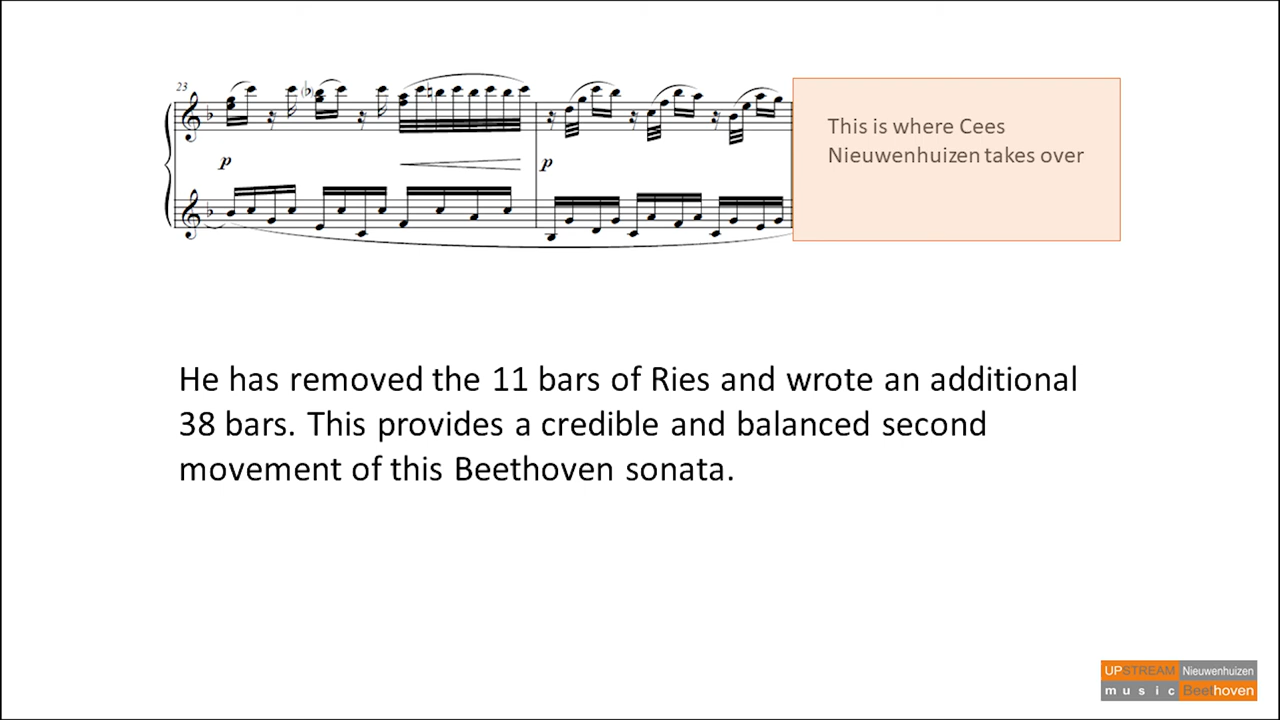 23
(♭)
p
p
This is where Cees
Nieuwenhuizen takes over
He has removed the 11 bars of Ries and wrote an additional
38 bars. This provides a credible and balanced second
movement of this Beethoven sonata.
UPSTREAM Nieuwenhuizen
music Beethoven